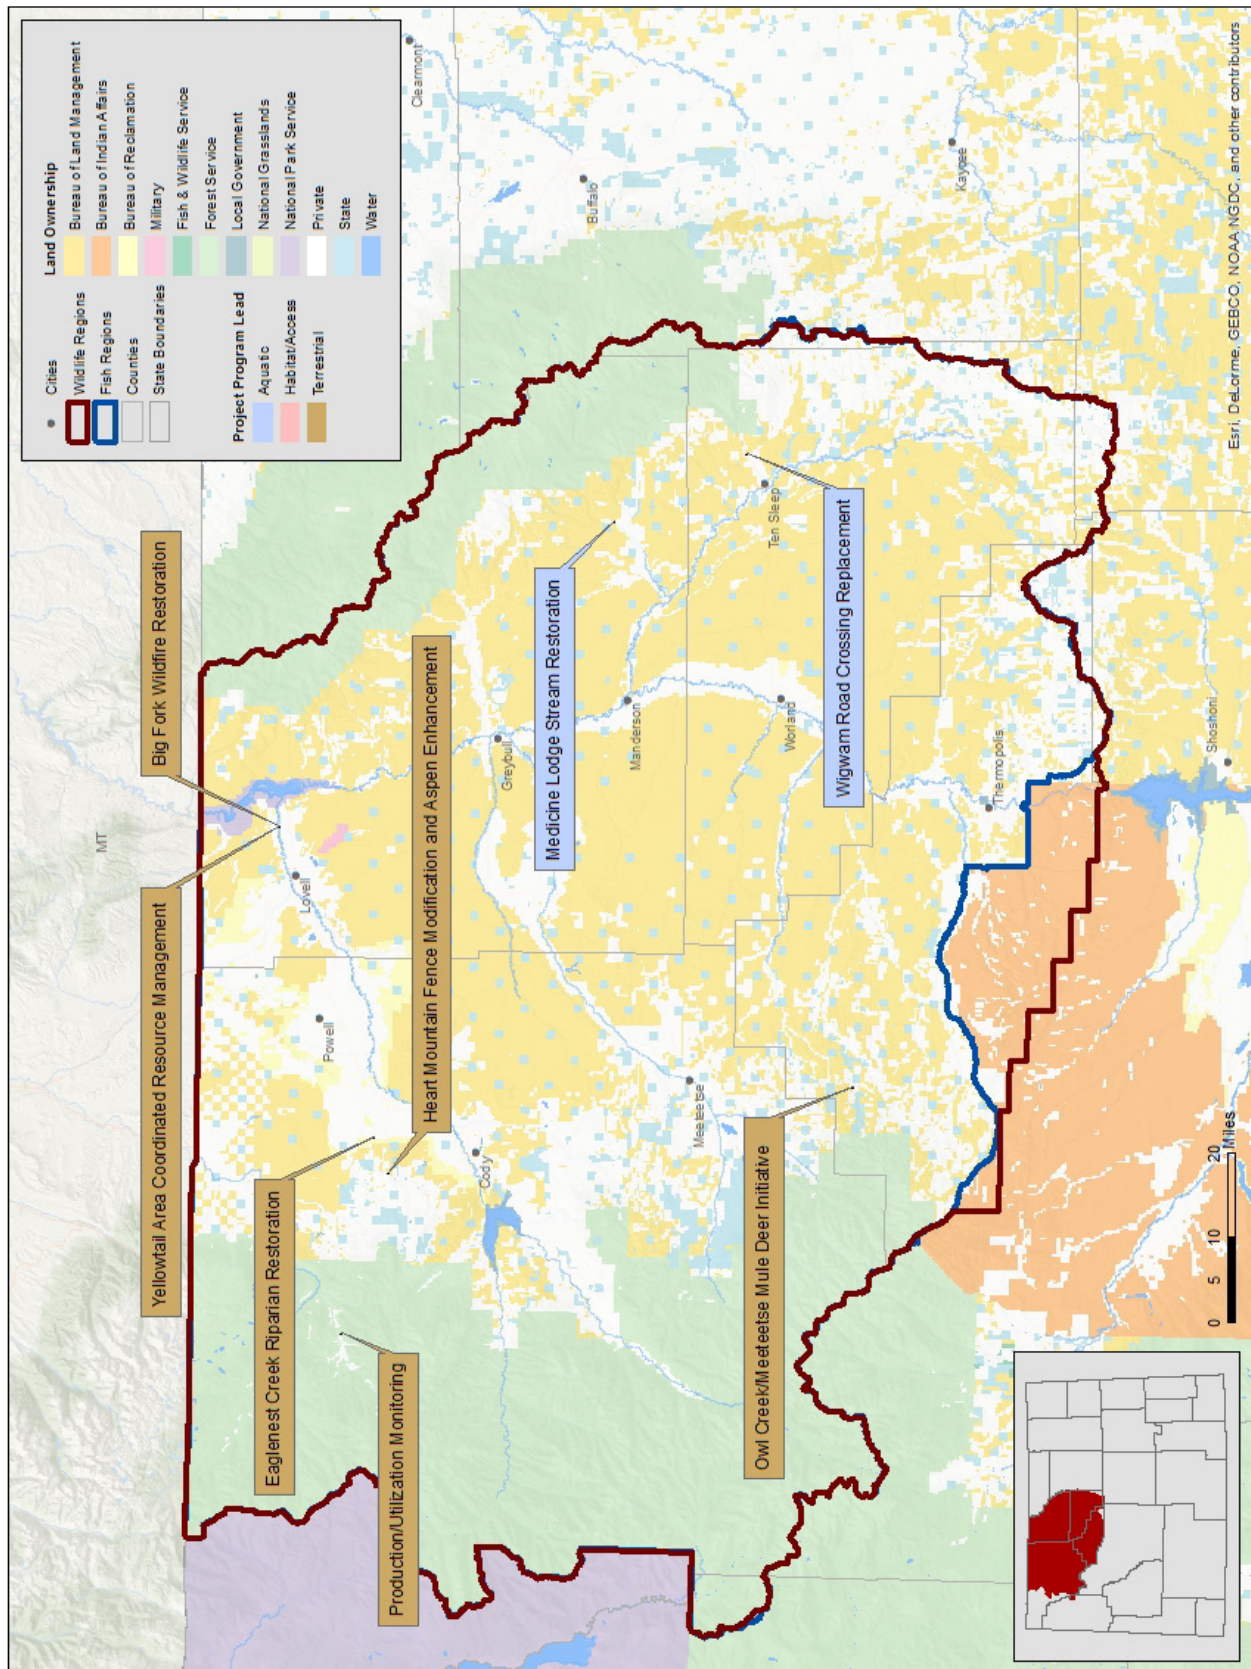 Cities
Wildlife Regions
Fish Regions
Counties
State Boundaries
Project Program Lead
Aquatic
Habitat/Access
Terrestrial
Land Ownership
Bureau of Land Management
Bureau of Indian Affairs
Bureau of Reclamation
Military
Fish & Wildlife Service
Forest Service
Local Government
National Grasslands
National Park Service
Private
State
Water
MT
Yellowtail Area Coordinated Resource Management
Big Fork Wildfire Restoration
Eaglenest Creek Riparian Restoration
Production/Utilization Monitoring
Heart Mountain Fence Modification and Aspen Enhancement
Medicine Lodge Stream Restoration
Owl Creek/Meeteetse Mule Deer Initiative
Wigwam Road Crossing Replacement
Lovell
Powell
Cody
Greybull
Manderson
Meeteetse
Worland
Ten Sleep
Thermopolis
Shoshoni
Clearmont
Buffalo
Kaycee
0 5 10 20
Miles
Esri, DeLorme, GEBCO, NOAA NGDC, and other contributors